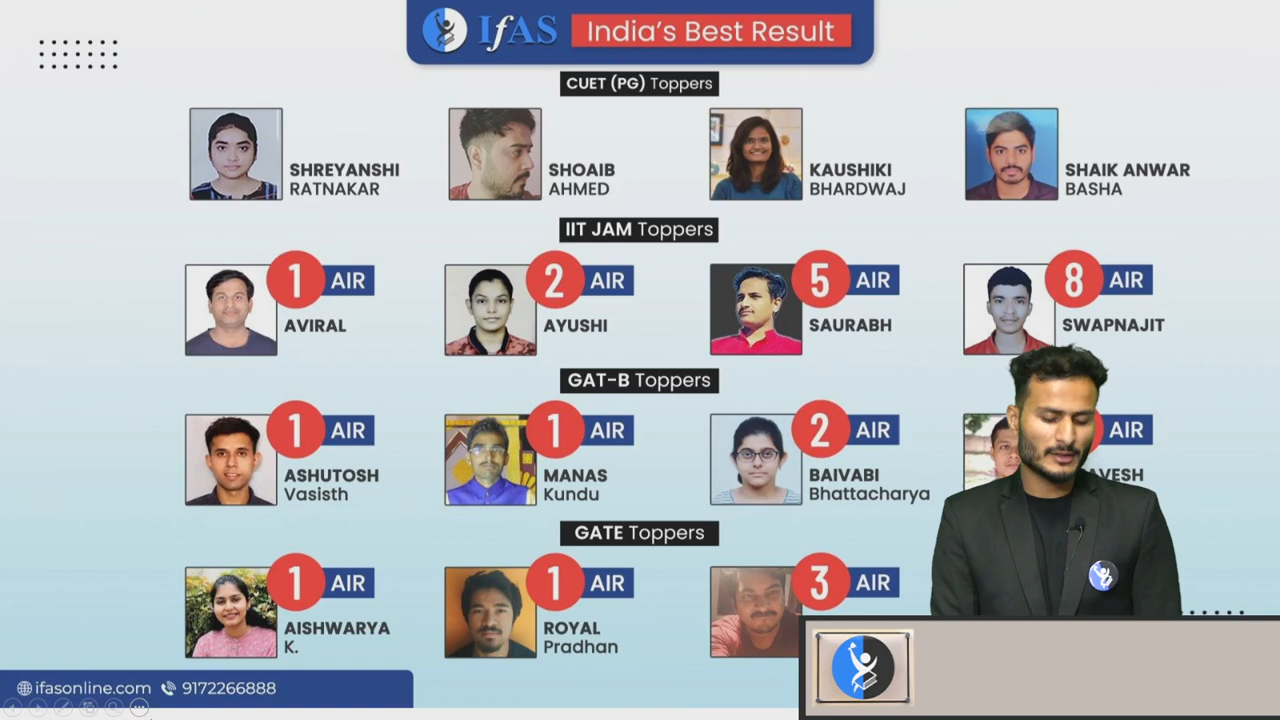 IfAS India's Best Result
CUET (PG) Toppers
SHREYANSHI
RATNAKAR
SHOAIB
AHMED
KAUSHIKI
BHARDWAJ
SHAIK ANWAR
BASHA
IIT JAM Toppers
1 AIR
AVIRAL
2 AIR
AYUSHI
5 AIR
SAURABH
8 AIR
SWAPNAJIT
GAT-B Toppers
1 AIR
ASHUTOSH
Vasisth
1 AIR
MANAS
Kundu
2 AIR
BAIVABI
Bhattacharya
AIR
AVESH
GATE Toppers
1 AIR
AISHWARYA
K.
1 AIR
ROYAL
Pradhan
3 AIR
ifasonline.com 9172266888